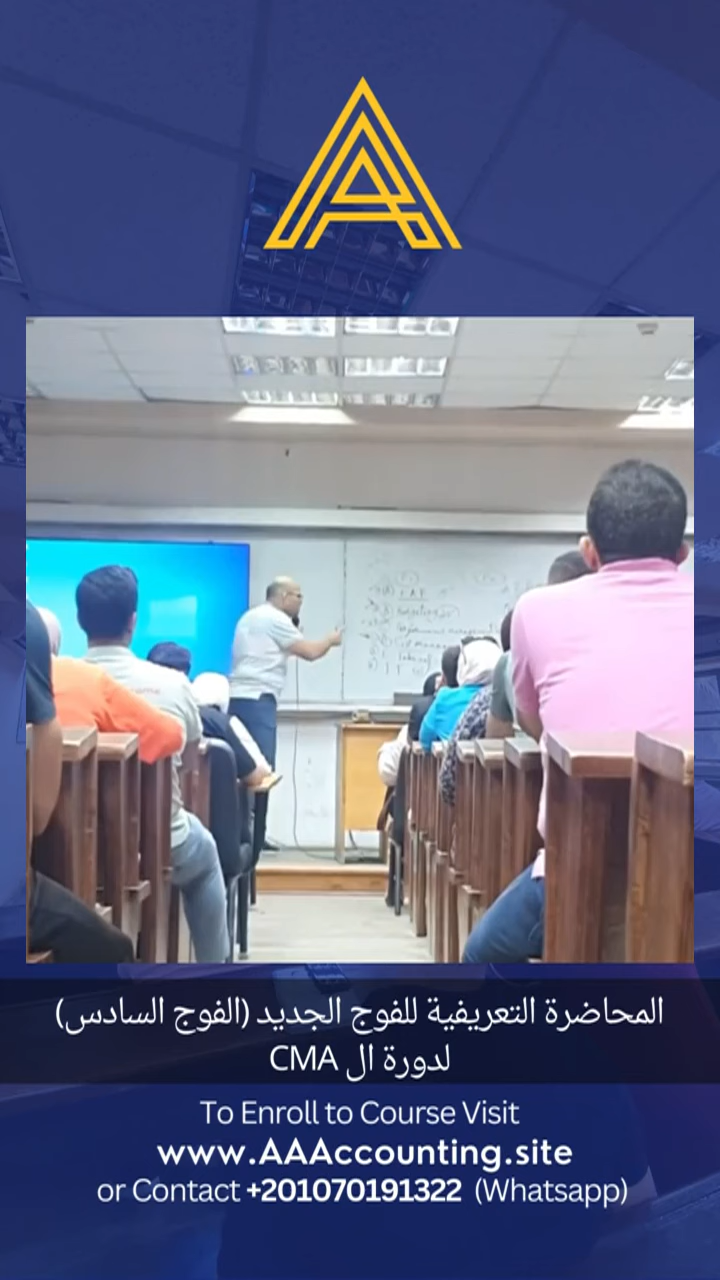 المحاضرة التعريفية للفوج الجديد (الفوج السادس)
لدورة ال CMA
To Enroll to Course Visit
www.AAAccounting.site
or Contact +201070191322 (Whatsapp)